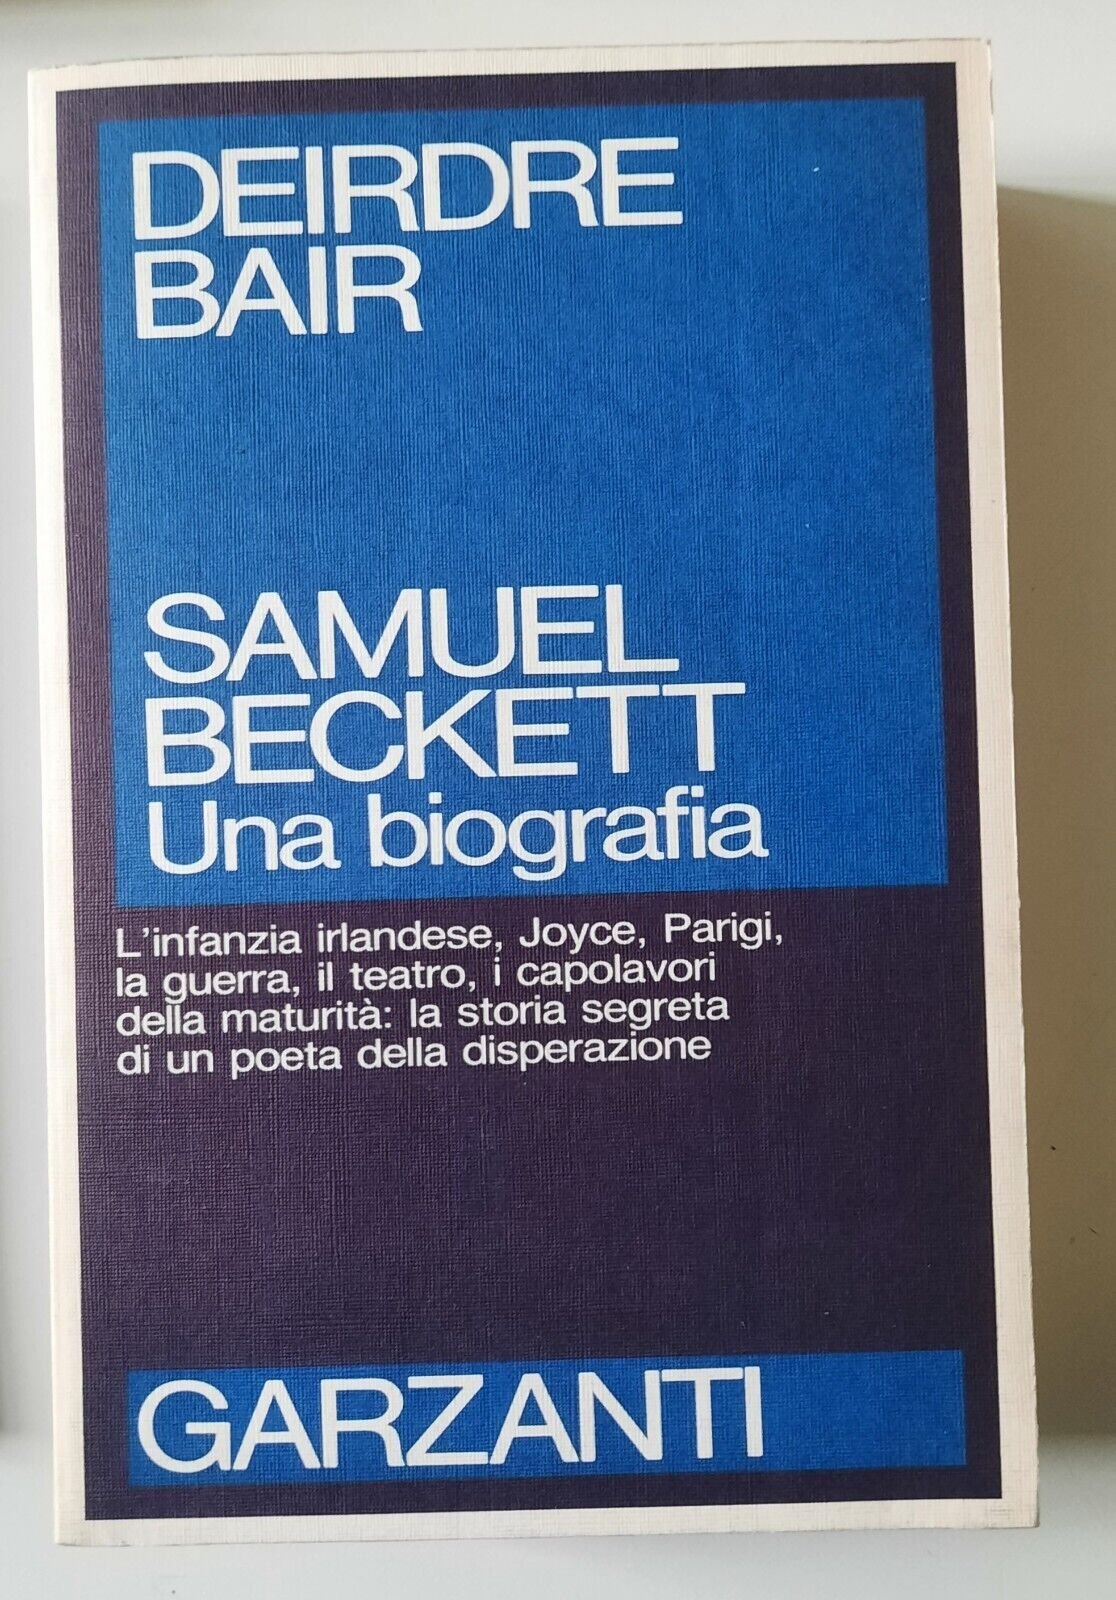 DEIRDRE
BAIR
SAMUEL
BECKETT
Una biografia
L'infanzia irlandese, Joyce, Parigi,
la guerra, il teatro, i capolavori
della maturità: la storia segreta
di un poeta della disperazione
GARZANTI